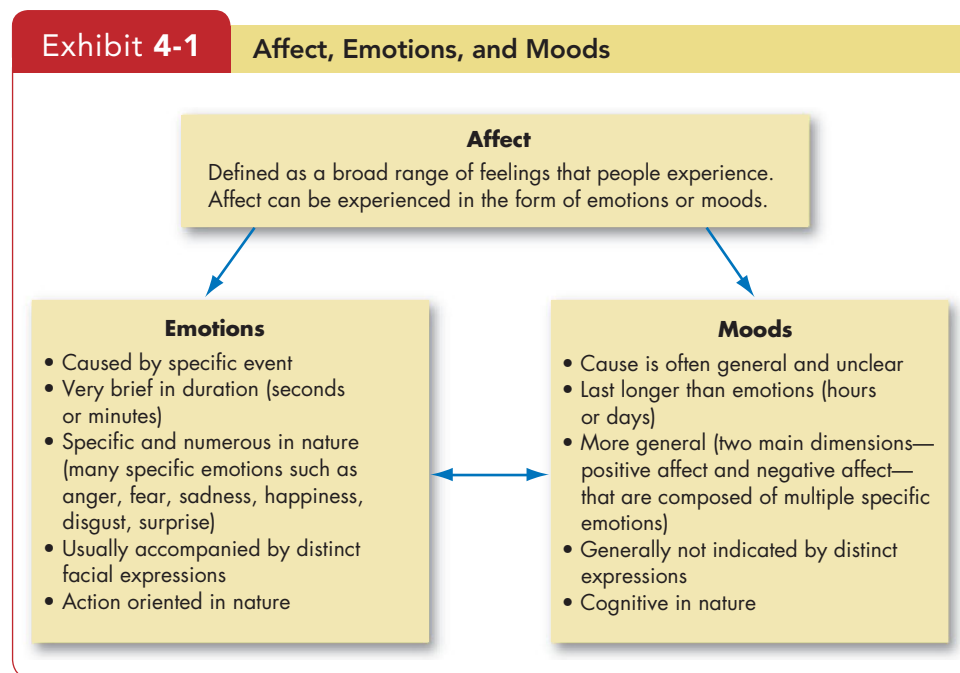 Exhibit 4-1
Affect, Emotions, and Moods
Affect
Defined as a broad range of feelings that people experience.
Affect can be experienced in the form of emotions or moods.
Emotions
• Caused by specific event
• Very brief in duration (seconds
or minutes)
• Specific and numerous in nature
(many specific emotions such as
anger, fear, sadness, happiness,
disgust, surprise)
• Usually accompanied by distinct
facial expressions
• Action oriented in nature
Moods
• Cause is often general and unclear
• Last longer than emotions (hours
or days)
• More general (two main dimensions—
positive affect and negative affect—
that are composed of multiple specific
emotions)
• Generally not indicated by distinct
expressions
• Cognitive in nature